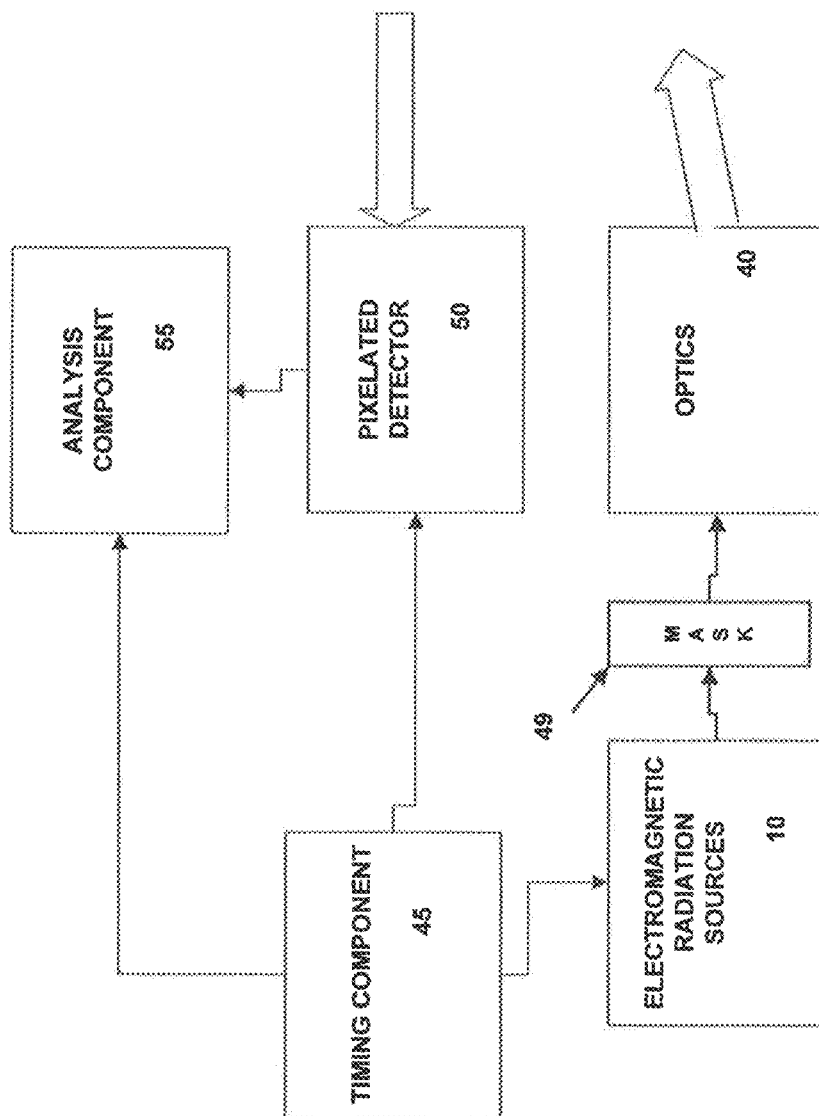 ANALYSIS
COMPONENT
55
PIXELATED
DETECTOR
50
OPTICS
40
M
A
S
K
49
TIMING COMPONENT
45
ELECTROMAGNETIC
RADIATION
SOURCES
10